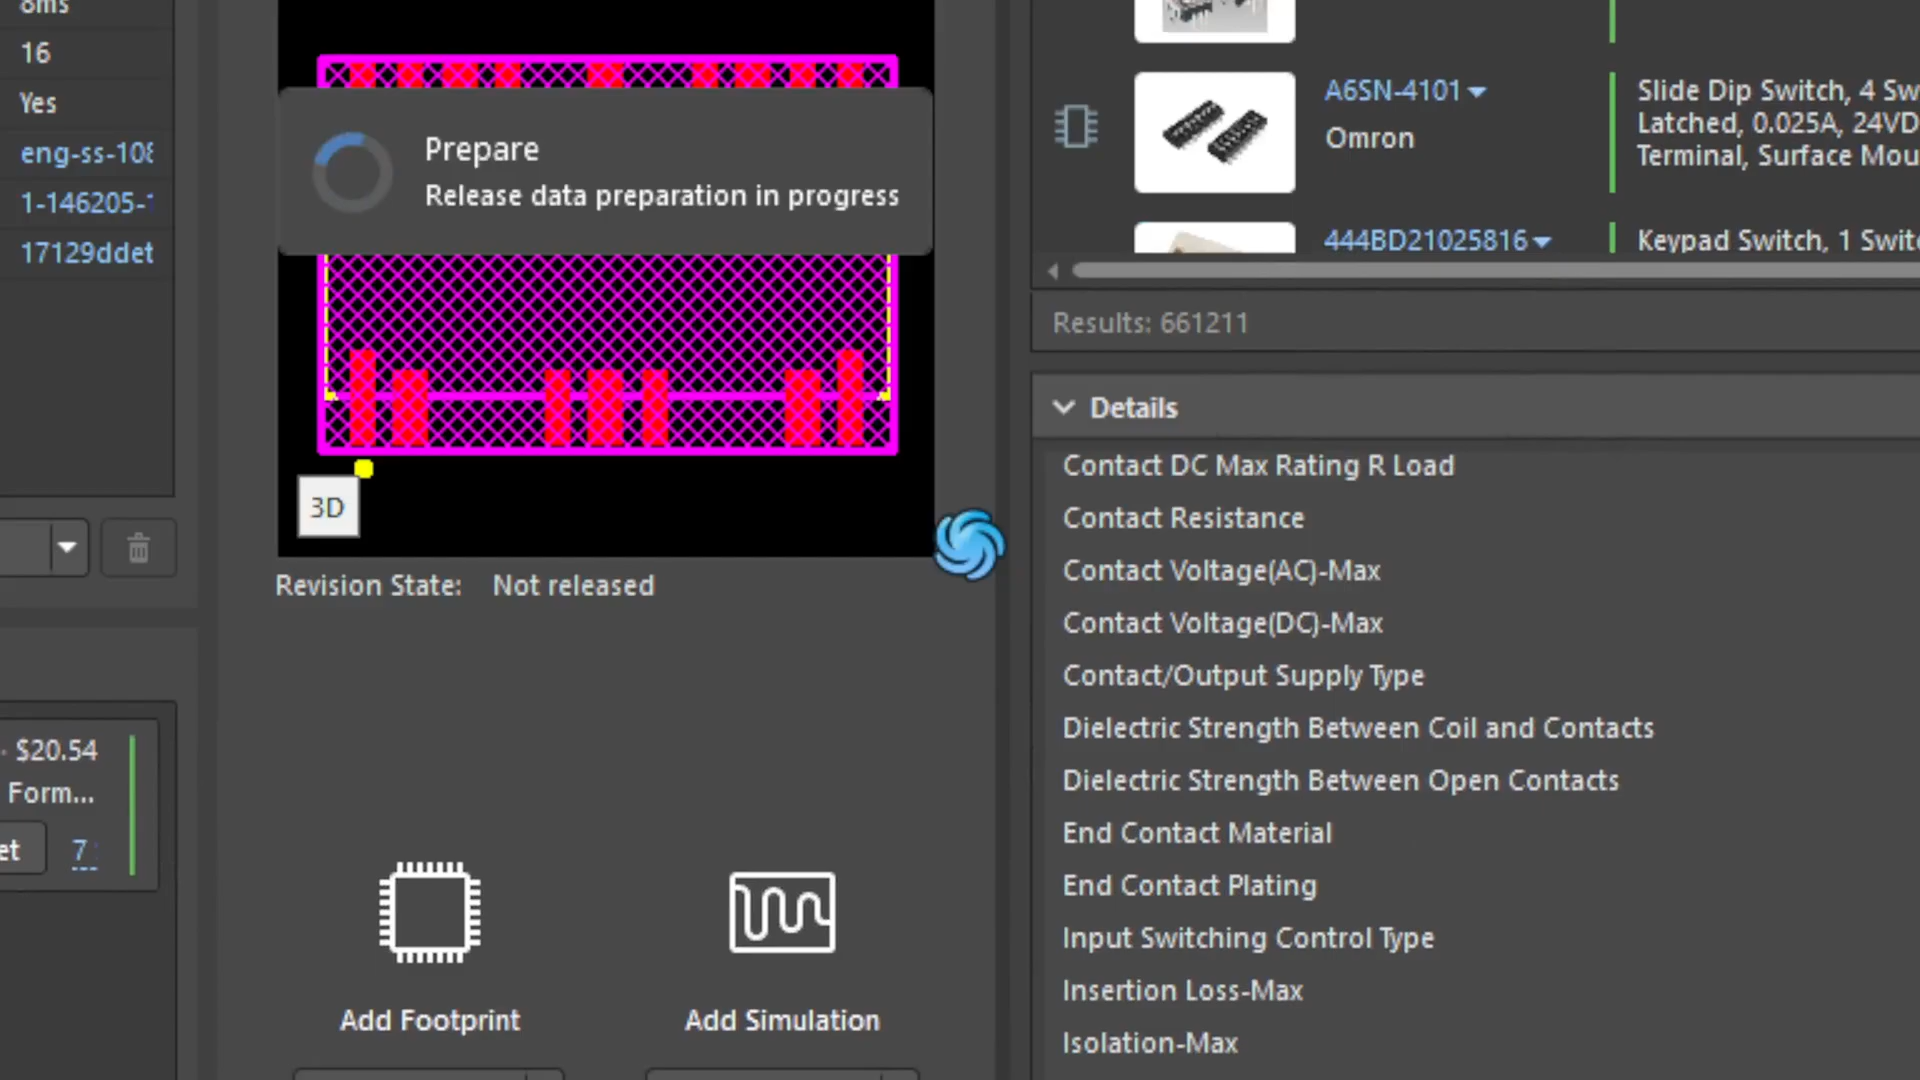 8ms
16
Yes
eng-ss-108
1-146205-
17129ddet
Prepare
Release data preparation in progress
3D
Revision State: Not released
$20.54
Form...
et
7
Add Footprint
Add Simulation
A6SN-4101
Omron
Slide Dip Switch, 4 Sw
Latched, 0.025A, 24VD
Terminal, Surface Mou
444BD21025816
Keypad Switch, 1 Switc
Results: 661211
Details
Contact DC Max Rating R Load
Contact Resistance
Contact Voltage(AC)-Max
Contact Voltage(DC)-Max
Contact/Output Supply Type
Dielectric Strength Between Coil and Contacts
Dielectric Strength Between Open Contacts
End Contact Material
End Contact Plating
Input Switching Control Type
Insertion Loss-Max
Isolation-Max